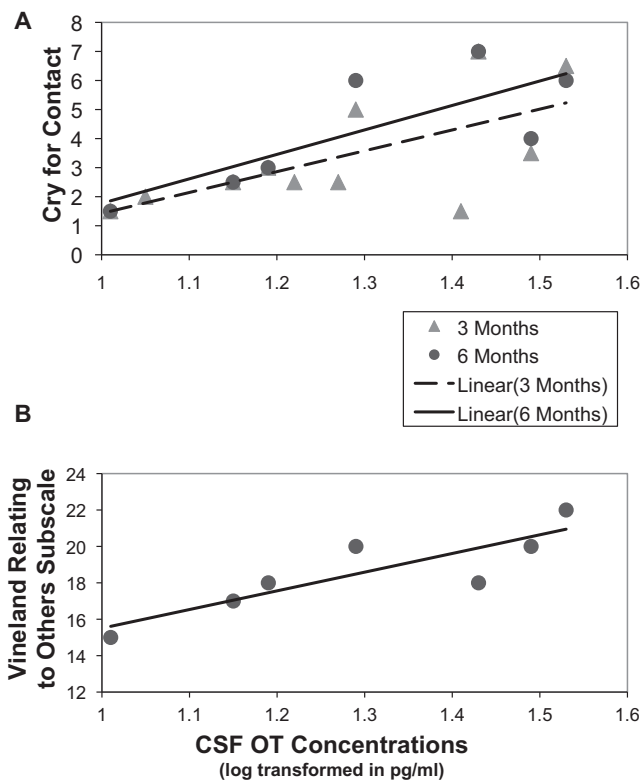 A
Cry for Contact
8
7
6
5
4
3
2
1
0
1 1.1 1.2 1.3 1.4 1.5 1.6
3 Months
6 Months
Linear(3 Months)
Linear(6 Months)
B
Vineland Relating
to Others Subscale
24
22
20
18
16
14
12
1 1.1 1.2 1.3 1.4 1.5 1.6
CSF OT Concentrations
(log transformed in pg/ml)